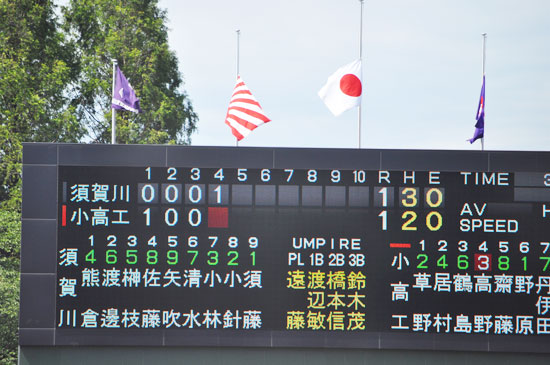 1 2 3 4 5 6 7 8 9 10 R H E TIME 3
須賀川 0 0 0 1 1 3 0
小高工 1 0 0 1 2 0 AV H
SPEED
1 2 3 4 5 6 7 8 9 UMPIRE 1 2 3 4 5 6 7
須賀川 4 6 5 8 9 7 3 2 1 PL 1B 2B 3B 小高工 2 4 6 3 8 1 7
熊倉 渡邊 榊枝 佐藤 矢吹 清水 小林 小針 須藤 遠藤 渡辺敏 橋本信 鈴木茂 草野 居村 鶴島 高野 齋藤 野原 丹伊田